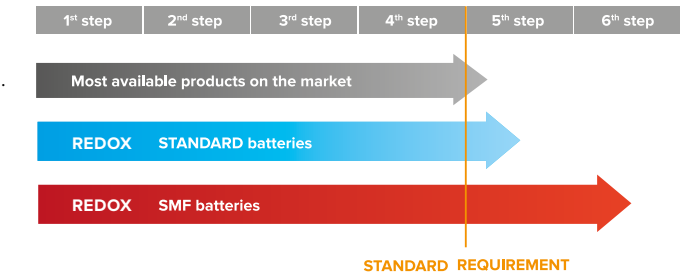 1st step 2nd step 3rd step 4th step 5th step 6th step
Most available products on the market
REDOX STANDARD batteries
REDOX SMF batteries
STANDARD REQUIREMENT